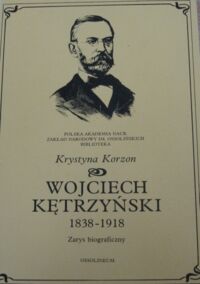 POLSKA AKADEMIA NAUK
ZAKŁAD NARODOWY IM. OSSOLIŃSKICH
BIBLIOTEKA
Krystyna Korzon
WOJCIECH
KĘTRZYŃSKI
1838-1918
Zarys biograficzny
OSSOLINEUM